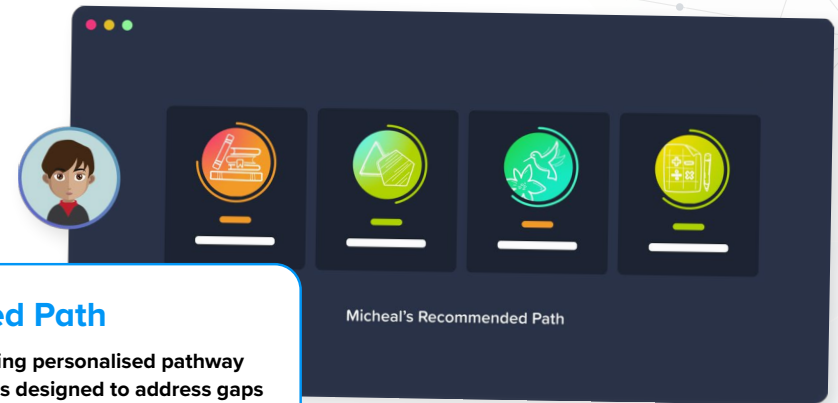 Micheal's Recommended Path
ed Path
ing personalised pathway
s designed to address gaps